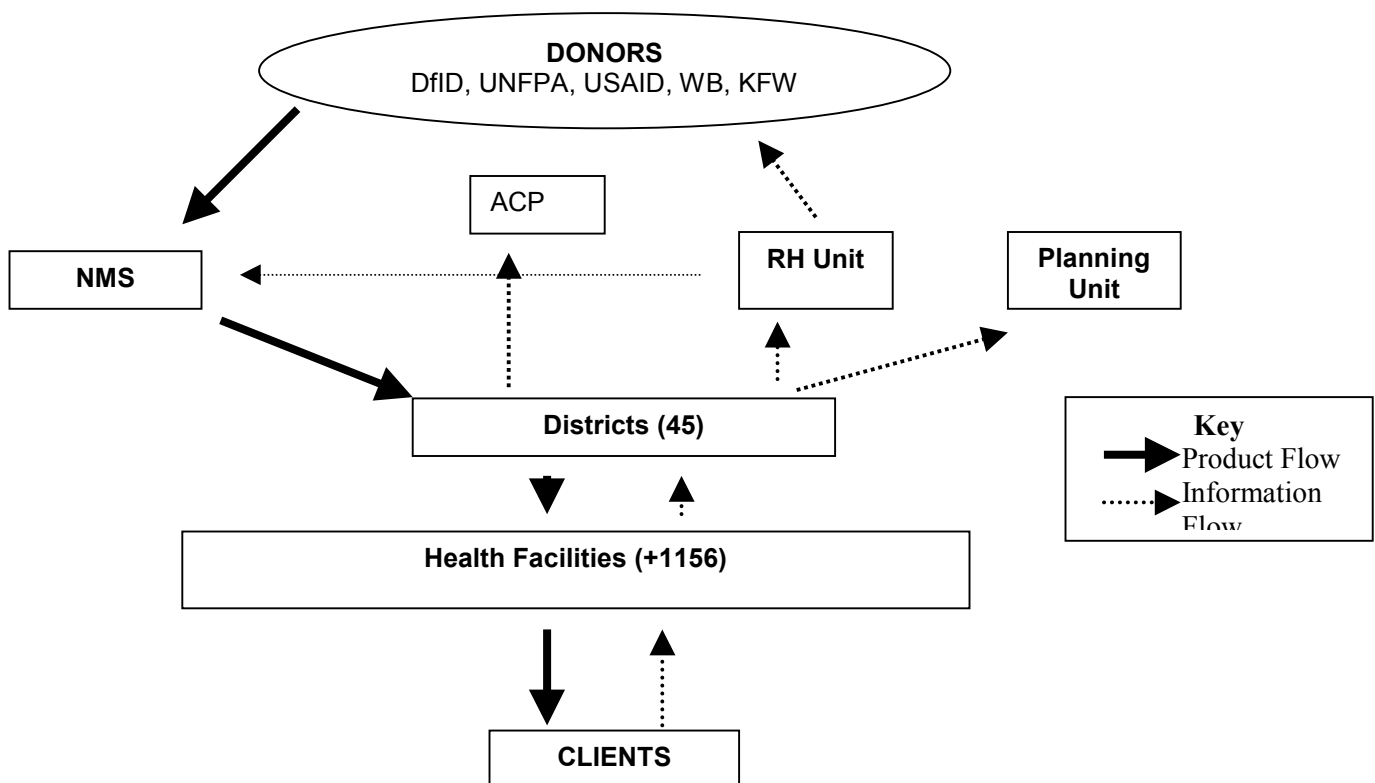 DONORS
DfID, UNFPA, USAID, WB, KFW
ACP
RH Unit
Planning
Unit
NMS
Districts (45)
Key
Product Flow
Information
Flow
Health Facilities (+1156)
CLIENTS